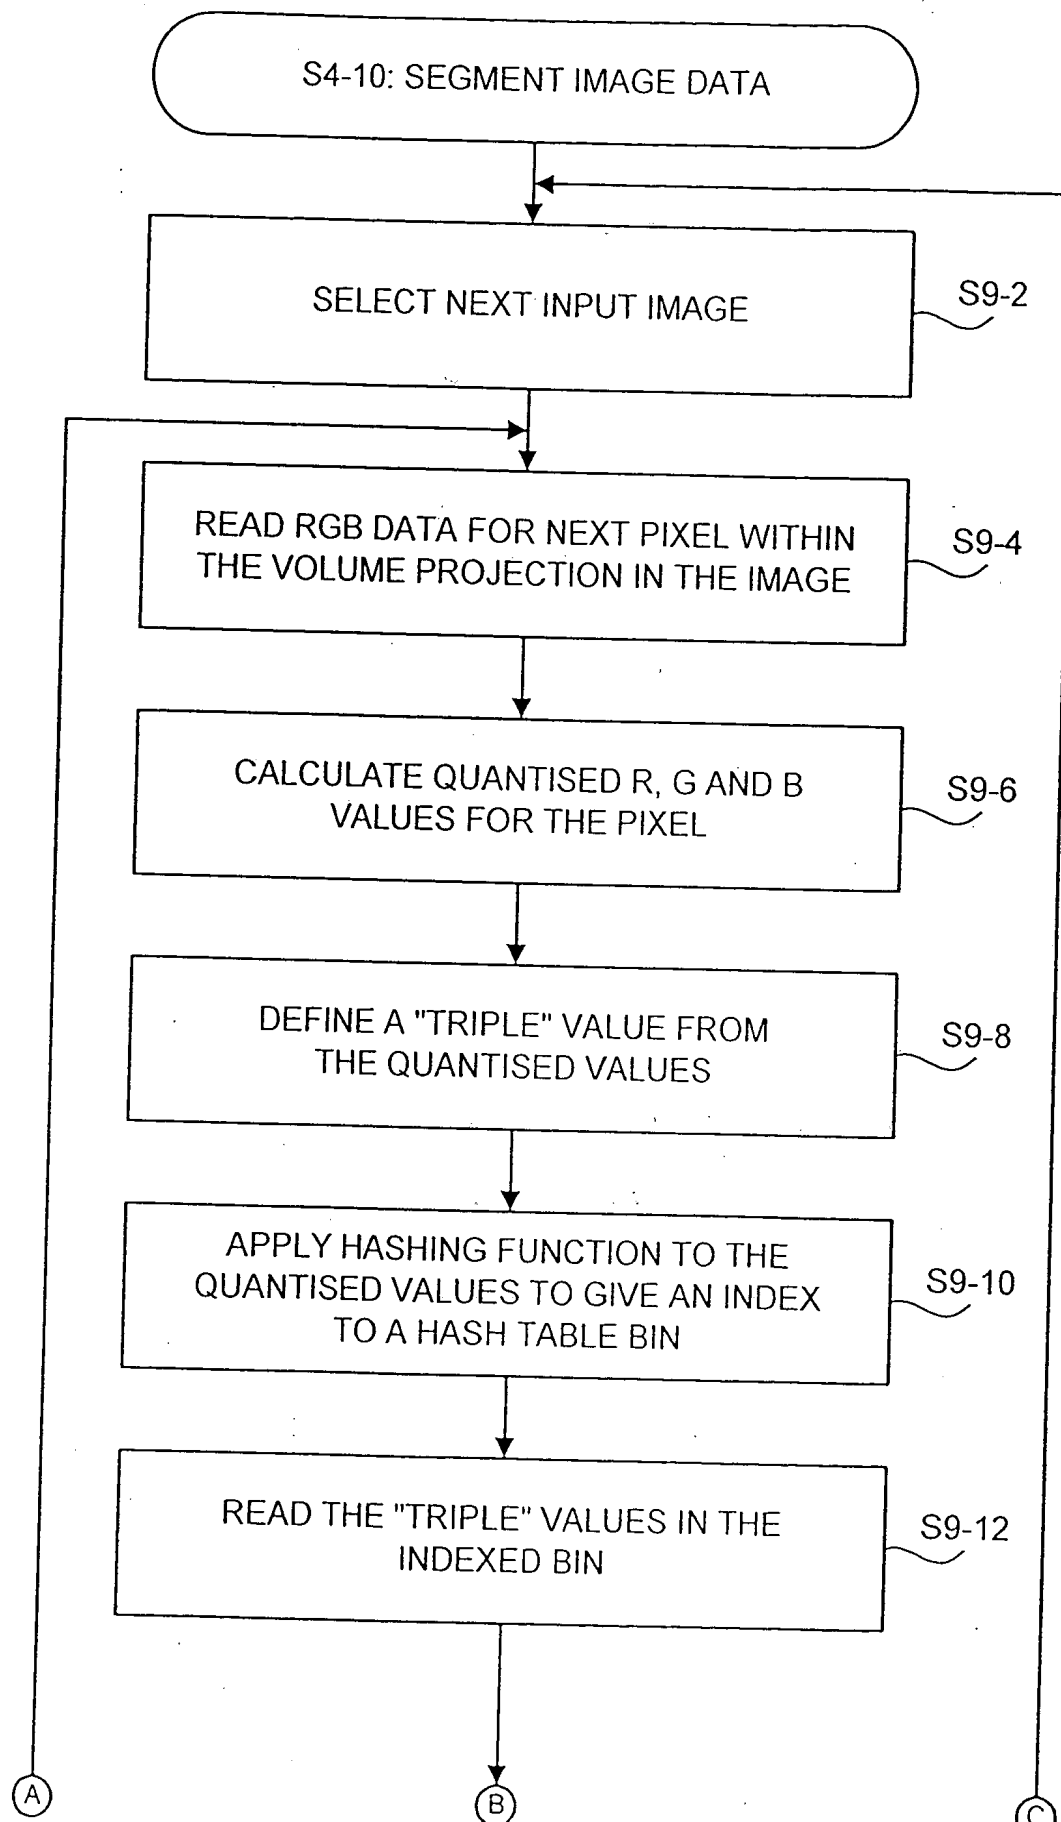 S4-10: SEGMENT IMAGE DATA
SELECT NEXT INPUT IMAGE
S9-2
READ RGB DATA FOR NEXT PIXEL WITHIN
THE VOLUME PROJECTION IN THE IMAGE
S9-4
CALCULATE QUANTISED R, G AND B
VALUES FOR THE PIXEL
S9-6
DEFINE A "TRIPLE" VALUE FROM
THE QUANTISED VALUES
S9-8
APPLY HASHING FUNCTION TO THE
QUANTISED VALUES TO GIVE AN INDEX
TO A HASH TABLE BIN
S9-10
READ THE "TRIPLE" VALUES IN THE
INDEXED BIN
S9-12
A
B
C